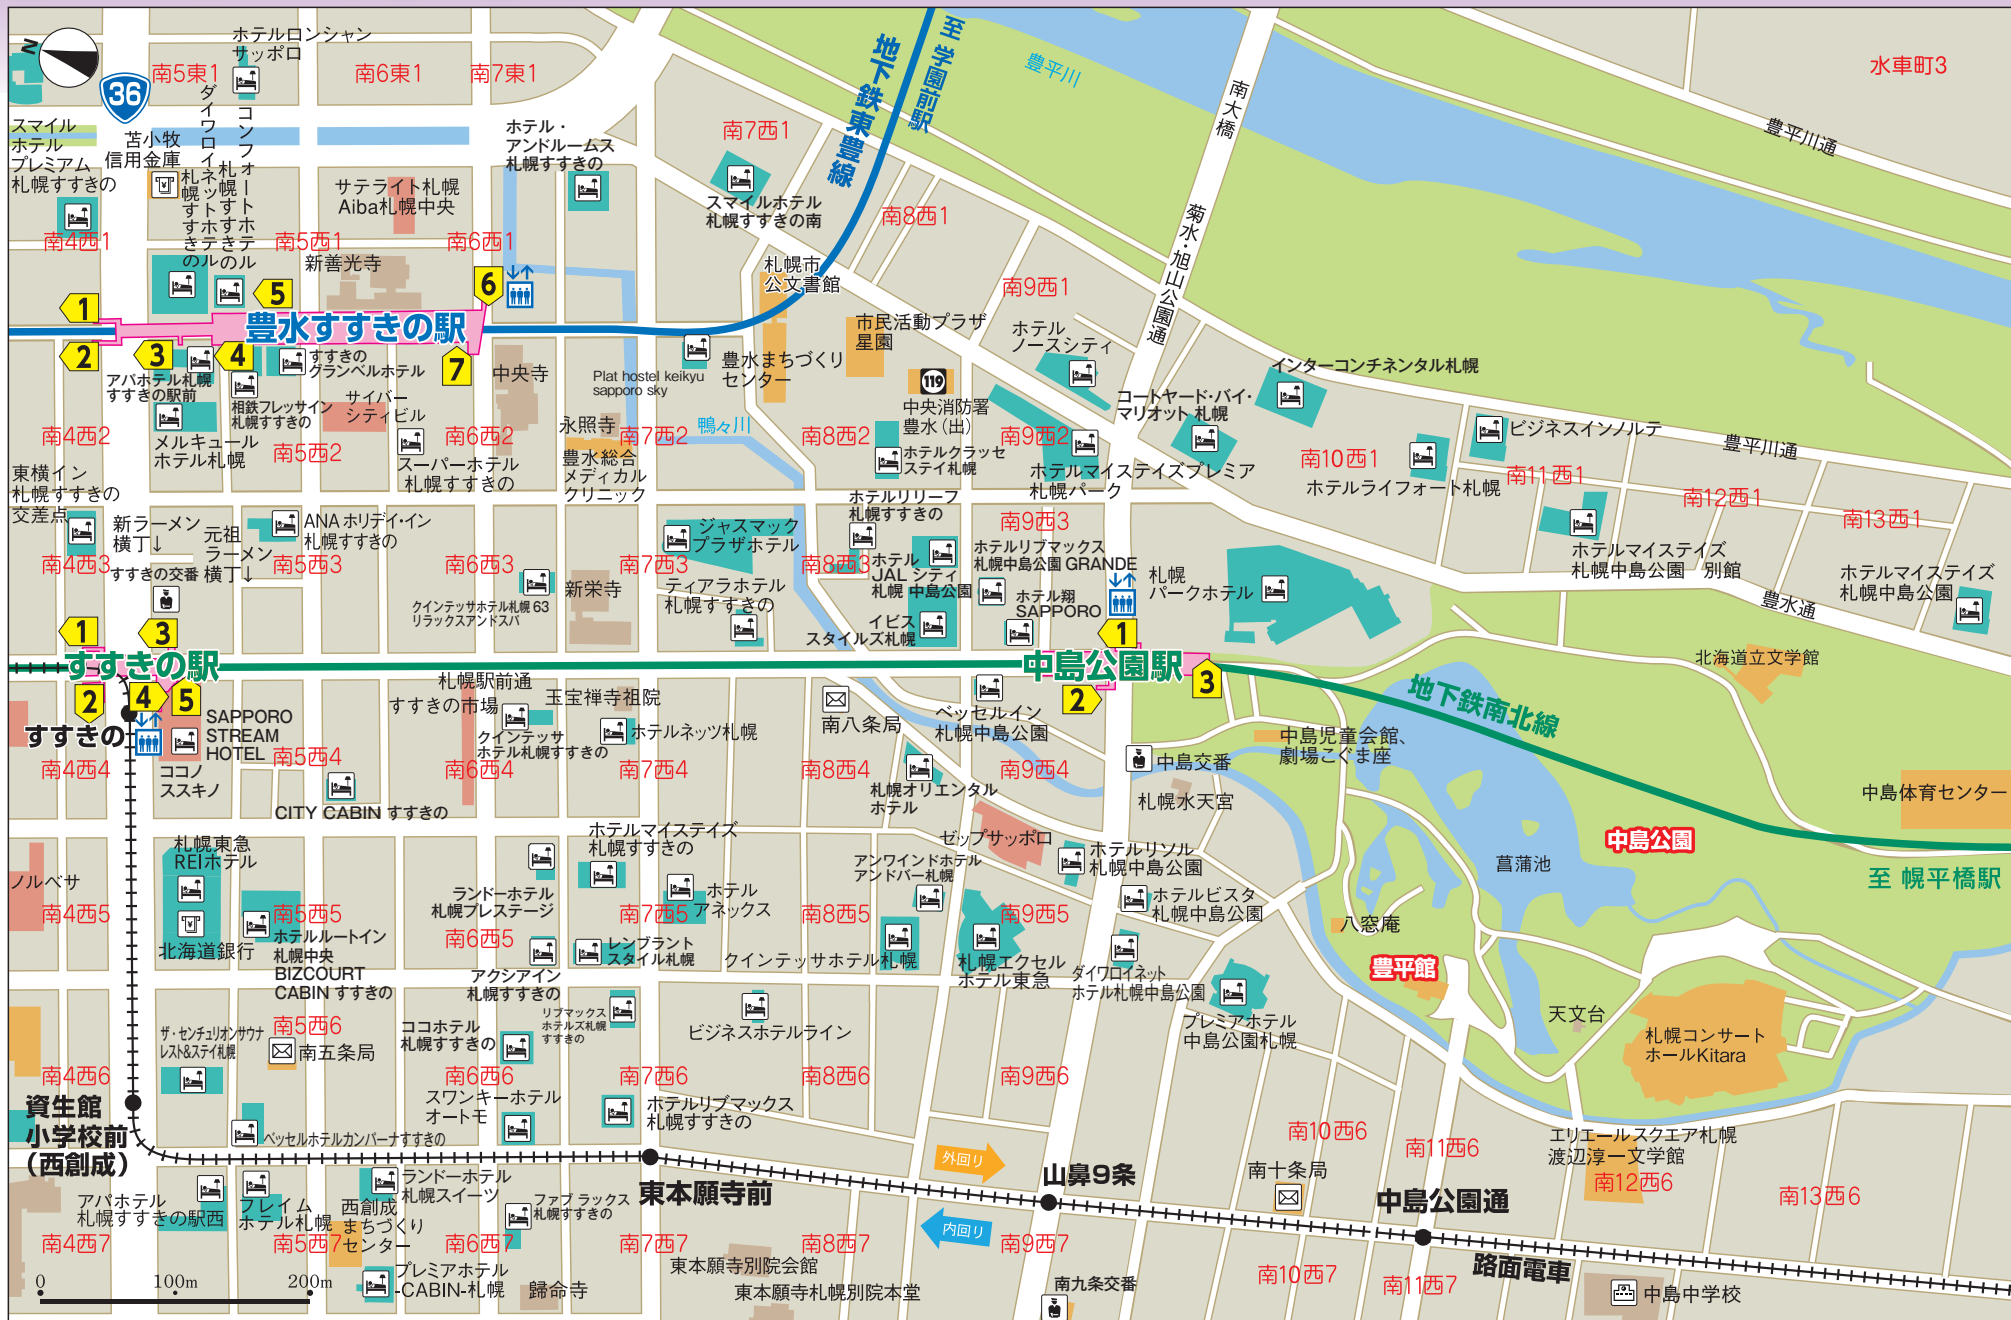 N
36
ホテルロンシャン
サッポロ
南5東1
南6東1
南7東1
至 学園前駅
地下鉄東豊線
豊平川
南大橋
水車町3
豊平川通
スマイル
ホテル
プレミアム
札幌すすきの
苫小牧
信用金庫
ダイワロイネットホテル
札幌すすきの
コンフォートホテル
札幌すすきの
サテライト札幌
Aiba札幌中央
ホテル・
アンドルームス
札幌すすきの
南7西1
スマイルホテル
札幌すすきの南
南8西1
菊水・旭山公園通
南4西1
南5西1
南6西1
新善光寺
札幌市
公文書館
南9西1
1
5
6
豊水すすきの駅
2
3
4
7
アパホテル札幌
すすきの駅前
すすきの
グランベルホテル
相鉄フレッサイン
札幌すすきの
サイバー
シティビル
中央寺
Plat hostel keikyu
sapporo sky
豊水まちづくり
センター
市民活動プラザ
星園
119
中央消防署
豊水(出)
ホテル
ノースシティ
コートヤード・バイ・
マリオット 札幌
インターコンチネンタル札幌
ビジネスインノルテ
豊平川通
南4西2
メルキュール
ホテル札幌
南5西2
南6西2
スーパーホテル
札幌すすきの
永照寺
豊水総合
メディカル
クリニック
南7西2
鴨々川
南8西2
ホテルクラッセ
ステイ札幌
南9西2
ホテルマイステイズプレミア
札幌パーク
南10西1
ホテルライフォート札幌
南11西1
南12西1
南13西1
東横イン
札幌すすきの
交差点
新ラーメン
横丁↓
元祖
ラーメン
横丁↓
ANA ホリデイ・イン
札幌すすきの
ジャスマック
プラザホテル
ホテルリリーフ
札幌すすきの
南9西3
ホテルリブマックス
札幌中島公園 GRANDE
ホテルマイステイズ
札幌中島公園 別館
ホテルマイステイズ
札幌中島公園
豊水通
南4西3
すすきの交番
南5西3
南6西3
クインテッサホテル札幌 63
リラックスアンドスパ
新栄寺
南7西3
ティアラホテル
札幌すすきの
南8西3
ホテル
JAL シティ
札幌 中島公園
イビス
スタイルズ札幌
ホテル翔
SAPPORO
札幌
パークホテル
1
3
すすきの駅
1
中島公園駅
2
3
北海道立文学館
2
4
5
すすきの
SAPPORO
STREAM
HOTEL
ココノ
ススキノ
札幌駅前通
すすきの市場
クインテッサ
ホテル札幌すすきの
玉宝禅寺祖院
ホテルネッツ札幌
南八条局
ベッセルイン
札幌中島公園
地下鉄南北線
中島児童会館、
劇場こぐま座
中島交番
札幌水天宮
中島体育センター
南4西4
南5西4
CITY CABIN すすきの
南6西4
南7西4
南8西4
札幌オリエンタル
ホテル
南9西4
ゼップサッポロ
中島公園
菖蒲池
至 幌平橋駅
ノルベサ
札幌東急
REIホテル
北海道銀行
南4西5
南5西5
ホテルルートイン
札幌中央
BIZCOURT
CABIN すすきの
ランドーホテル
札幌プレステージ
南6西5
アクシアイン
札幌すすきの
ホテルマイステイズ
札幌すすきの
ホテル
アネックス
南7西5
レンブラント
スタイル札幌
アンワインドホテル
アンドバー札幌
南8西5
クインテッサホテル札幌
南9西5
札幌エクセル
ホテル東急
ホテルリソル
札幌中島公園
ホテルビスタ
札幌中島公園
ダイワロイネット
ホテル札幌中島公園
八窓庵
豊平館
プレミアホテル
中島公園札幌
天文台
札幌コンサート
ホールKitara
ザ・センチュリオンサウナ
レスト&ステイ札幌
南5西6
南五条局
ココホテル
札幌すすきの
リブマックス
ホテルズ札幌
すすきの
ビジネスホテルライン
南4西6
南6西6
南7西6
南8西6
南9西6
資生館
小学校前
(西創成)
ベッセルホテルカンパーナすすきの
スワンキーホテル
オートモ
ホテルリブマックス
札幌すすきの
外回り
内回り
南10西6
南11西6
エリエールスクエア札幌
渡辺淳一文学館
南12西6
南13西6
アパホテル
札幌すすきの駅西
フレイム
ホテル札幌
ランドーホテル
札幌スイーツ
西創成
まちづくり
センター
ファブ ラックス
札幌すすきの
東本願寺前
山鼻9条
南十条局
中島公園通
南4西7
南5西7
南6西7
南7西7
南8西7
南9西7
南10西7
南11西7
路面電車
プレミアホテル
-CABIN-札幌
帰命寺
東本願寺別院会館
東本願寺札幌別院本堂
南九条交番
中島中学校
0 100m 200m